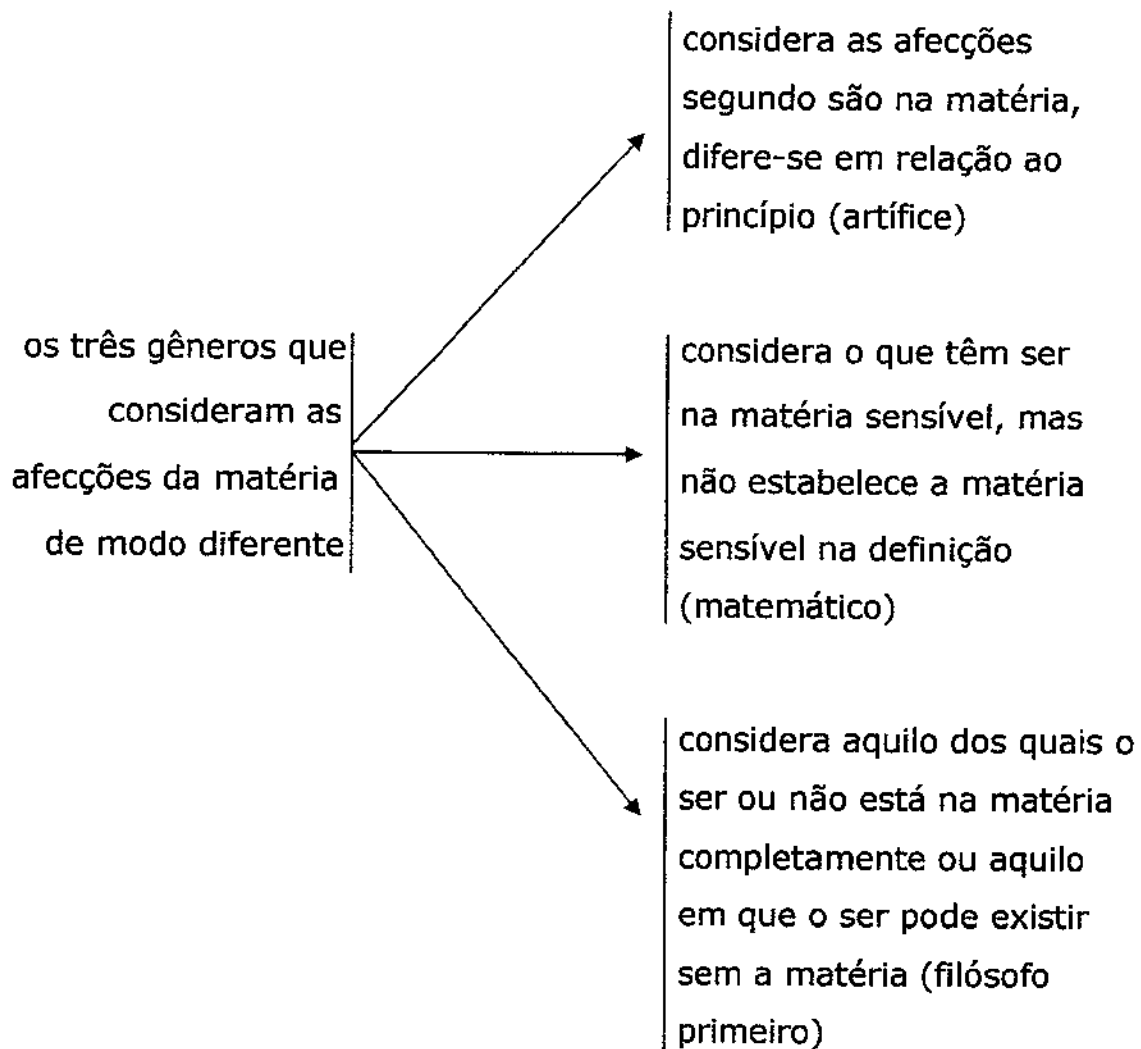 os três gêneros que
consideram as
afecções da matéria
de modo diferente
considera as afecções
segundo são na matéria,
difere-se em relação ao
princípio (artífice)
considera o que têm ser
na matéria sensível, mas
não estabelece a matéria
sensível na definição
(matemático)
considera aquilo dos quais o
ser ou não está na matéria
completamente ou aquilo
em que o ser pode existir
sem a matéria (filósofo
primeiro)